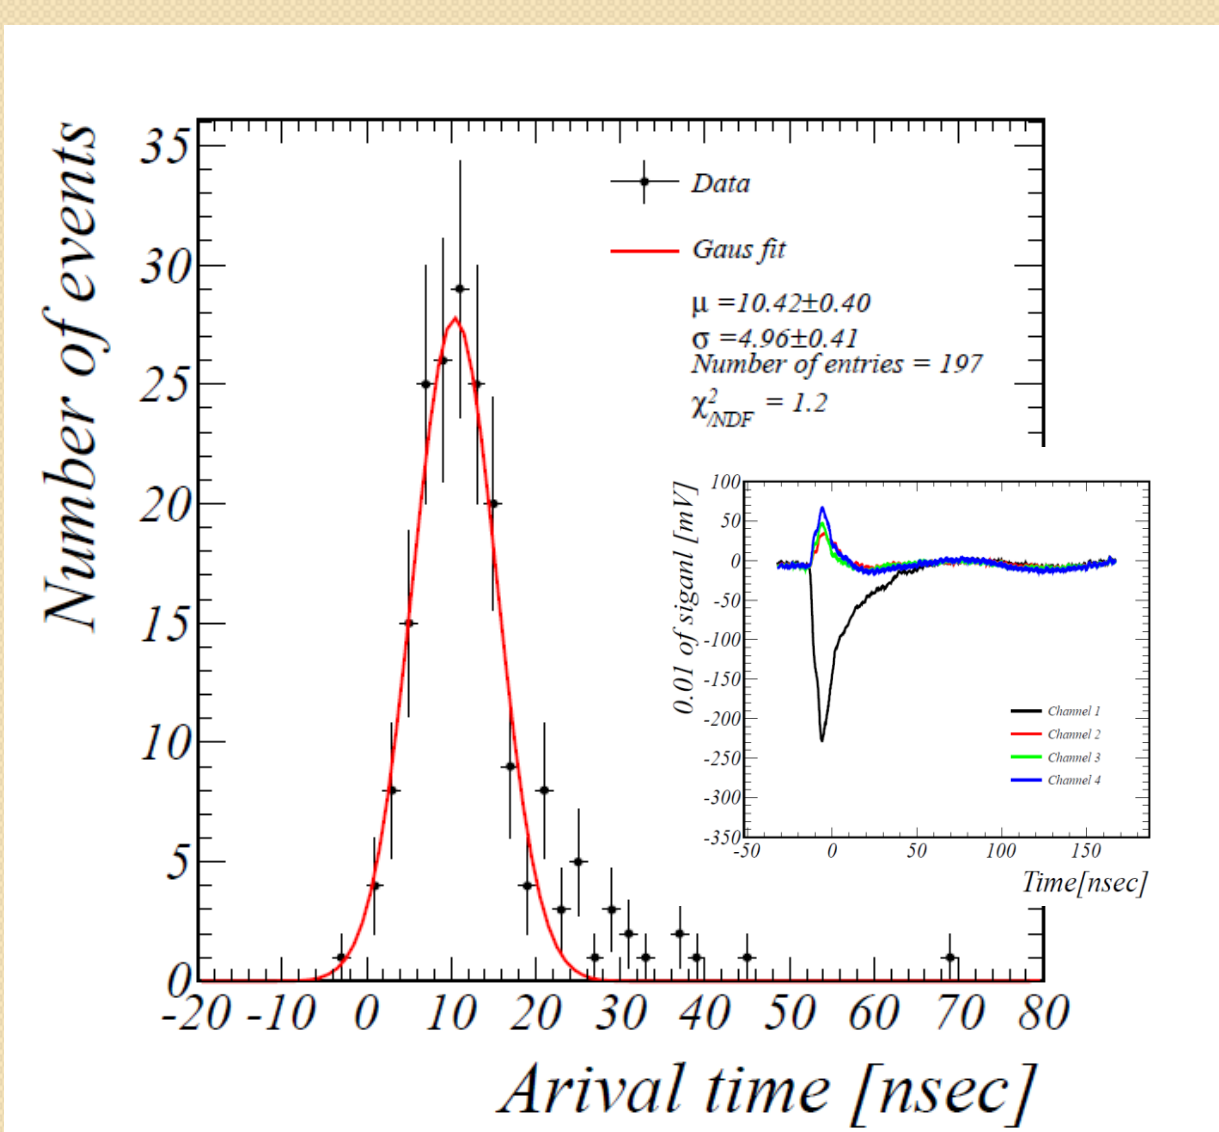 Number of events
35
30
25
20
15
10
5
0
-20 -10 0 10 20 30 40 50 60 70 80
Arival time [nsec]
Data
Gaus fit
μ =10.42±0.40
σ =4.96±0.41
Number of entries = 197
χ²/NDF = 1.2
0.01 of siganl [mV]
100
50
0
-50
-100
-150
-200
-250
-300
-350
-50 0 50 100 150
Time[nsec]
Channel 1
Channel 2
Channel 3
Channel 4